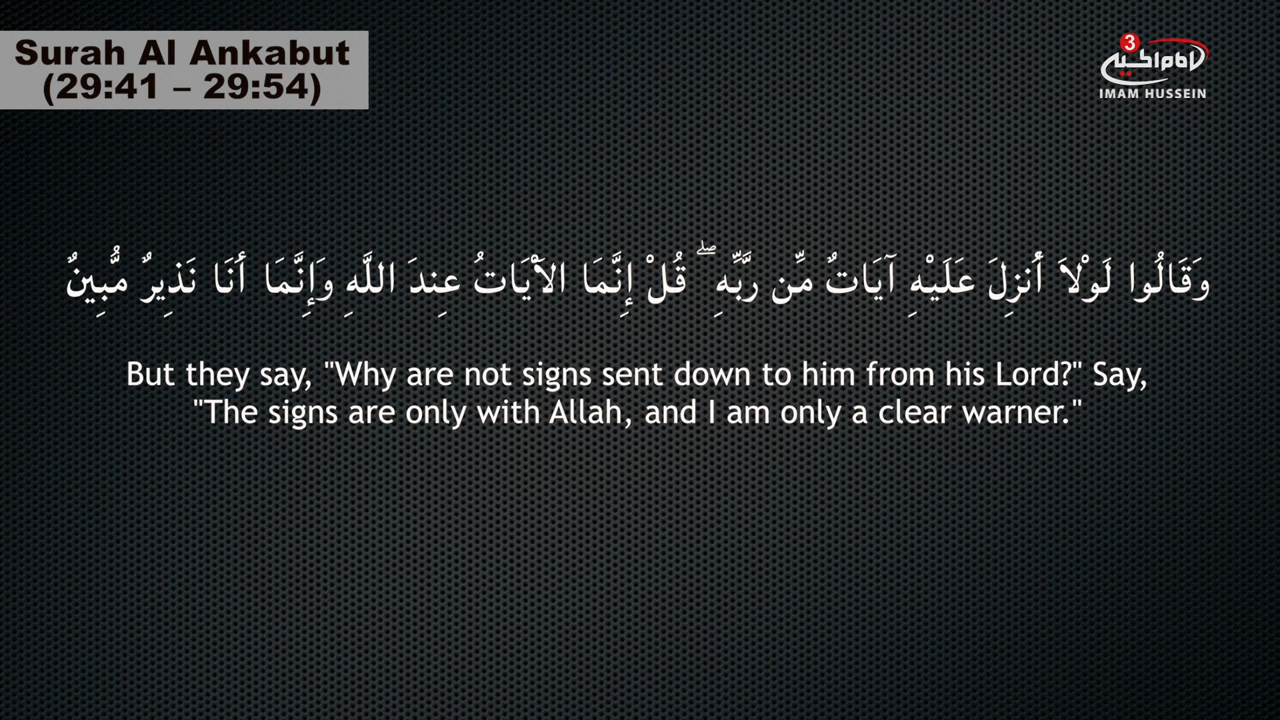 Surah Al Ankabut
(29:41 – 29:54)
3
IMAM HUSSEIN
وَقَالُوا لَوْلَا أُنزِلَ عَلَيْهِ آيَاتٌ مِّن رَّبِّهِ ۖ قُلْ إِنَّمَا الْآيَاتُ عِندَ اللَّهِ وَإِنَّمَا أَنَا نَذِيرٌ مُّبِينٌ
But they say, "Why are not signs sent down to him from his Lord?" Say,
"The signs are only with Allah, and I am only a clear warner."